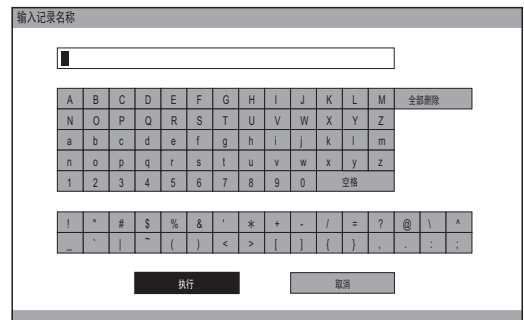 输入记录名称
A B C D E F G H I J K L M 全部删除
N O P Q R S T U V W X Y Z
a b c d e f g h i j k l m
n o p q r s t u v w x y z
1 2 3 4 5 6 7 8 9 0 空格
! " # $ % & ' * + - / = ? @ \ ^
_ ` | ~ ( ) < > [ ] { } , . : ;
执行 取消